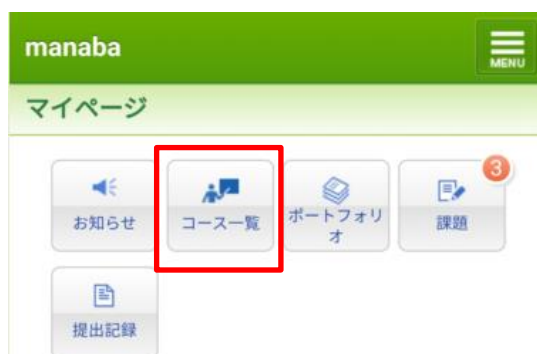 manaba
MENU
マイページ
3
お知らせ
コース一覧
ポートフォリ
オ
課題
提出記録